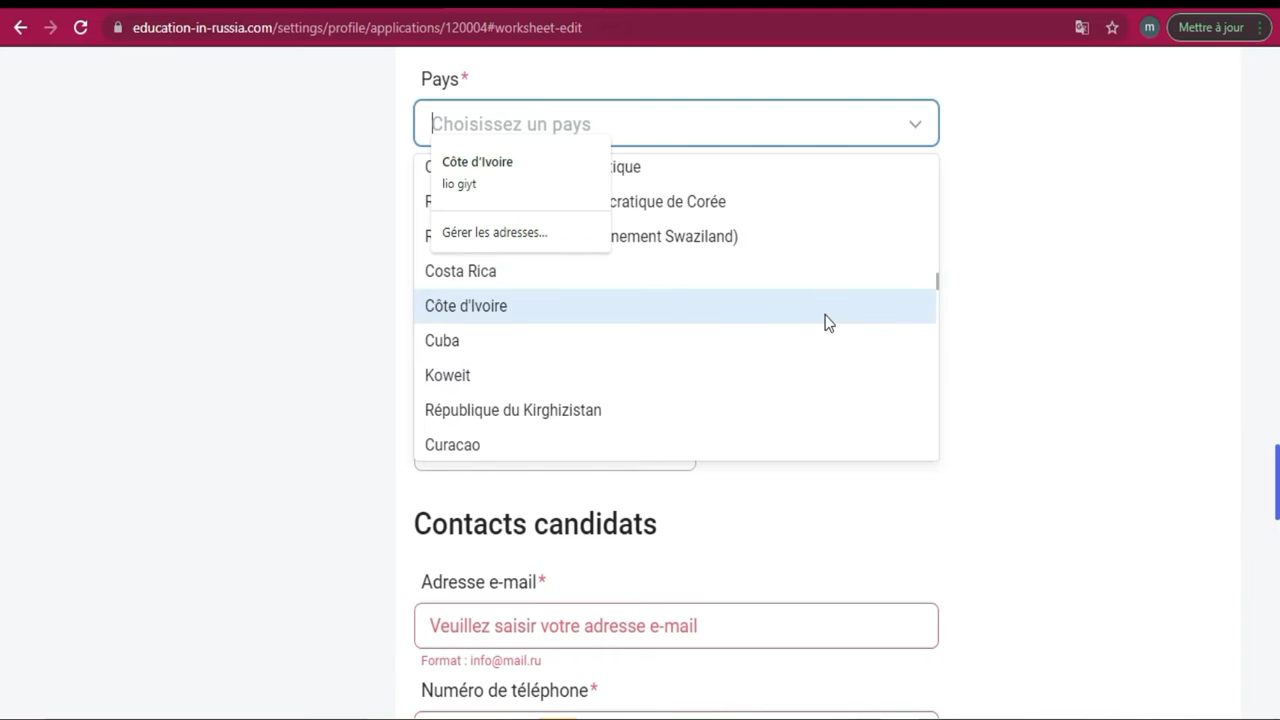 education-in-russia.com/settings/profile/applications/120004#worksheet-edit
m
Mettre à jour
Pays*
Choisissez un pays
Côte d'Ivoire
lio giyt
Gérer les adresses...
cratique de Corée
nement Swaziland)
Costa Rica
Côte d'Ivoire
Cuba
Koweit
République du Kirghizistan
Curacao
Contacts candidats
Adresse e-mail*
Veuillez saisir votre adresse e-mail
Format : info@mail.ru
Numéro de téléphone*